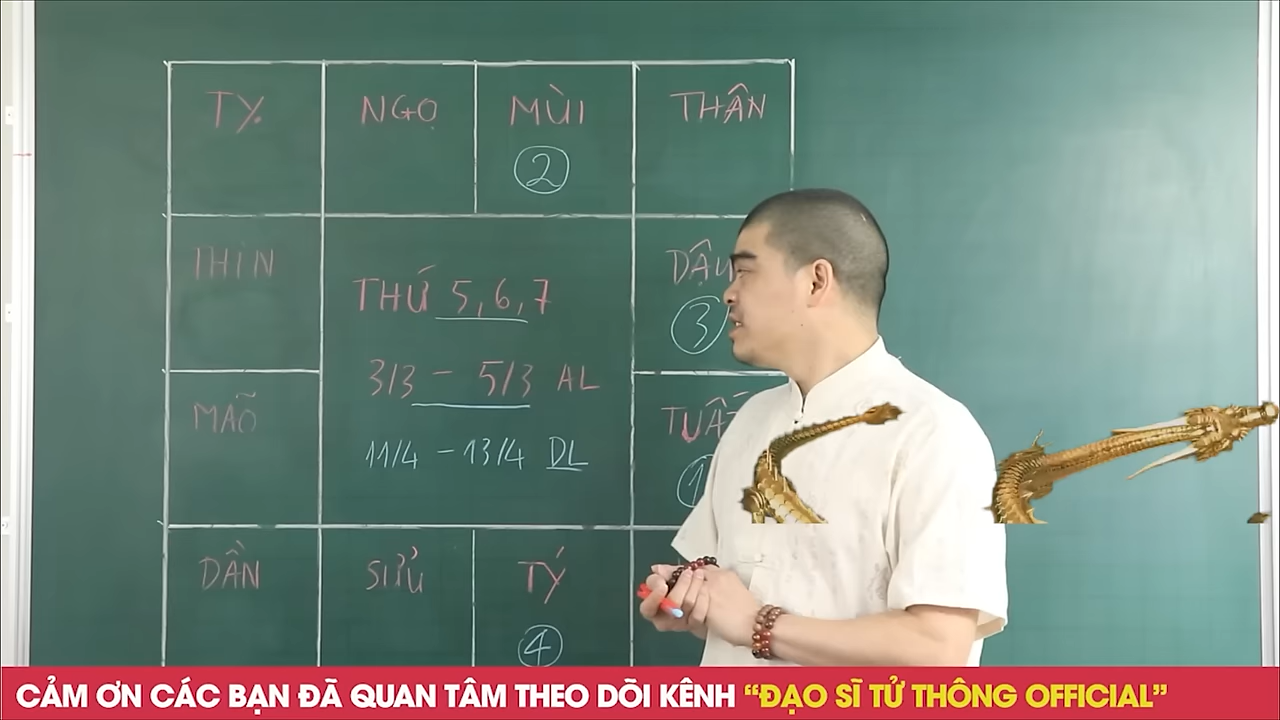 TỴ
NGỌ
MÙI
THÂN
2
THÌN
DẬU
THỨ 5, 6, 7
3
3/3 - 5/3 AL
MÃO
11/4 - 13/4 DL
1
DẦN
SỬU
TÝ
4
CẢM ƠN CÁC BẠN ĐÃ QUAN TÂM THEO DÕI KÊNH “ĐẠO SĨ TỬ THÔNG OFFICIAL”